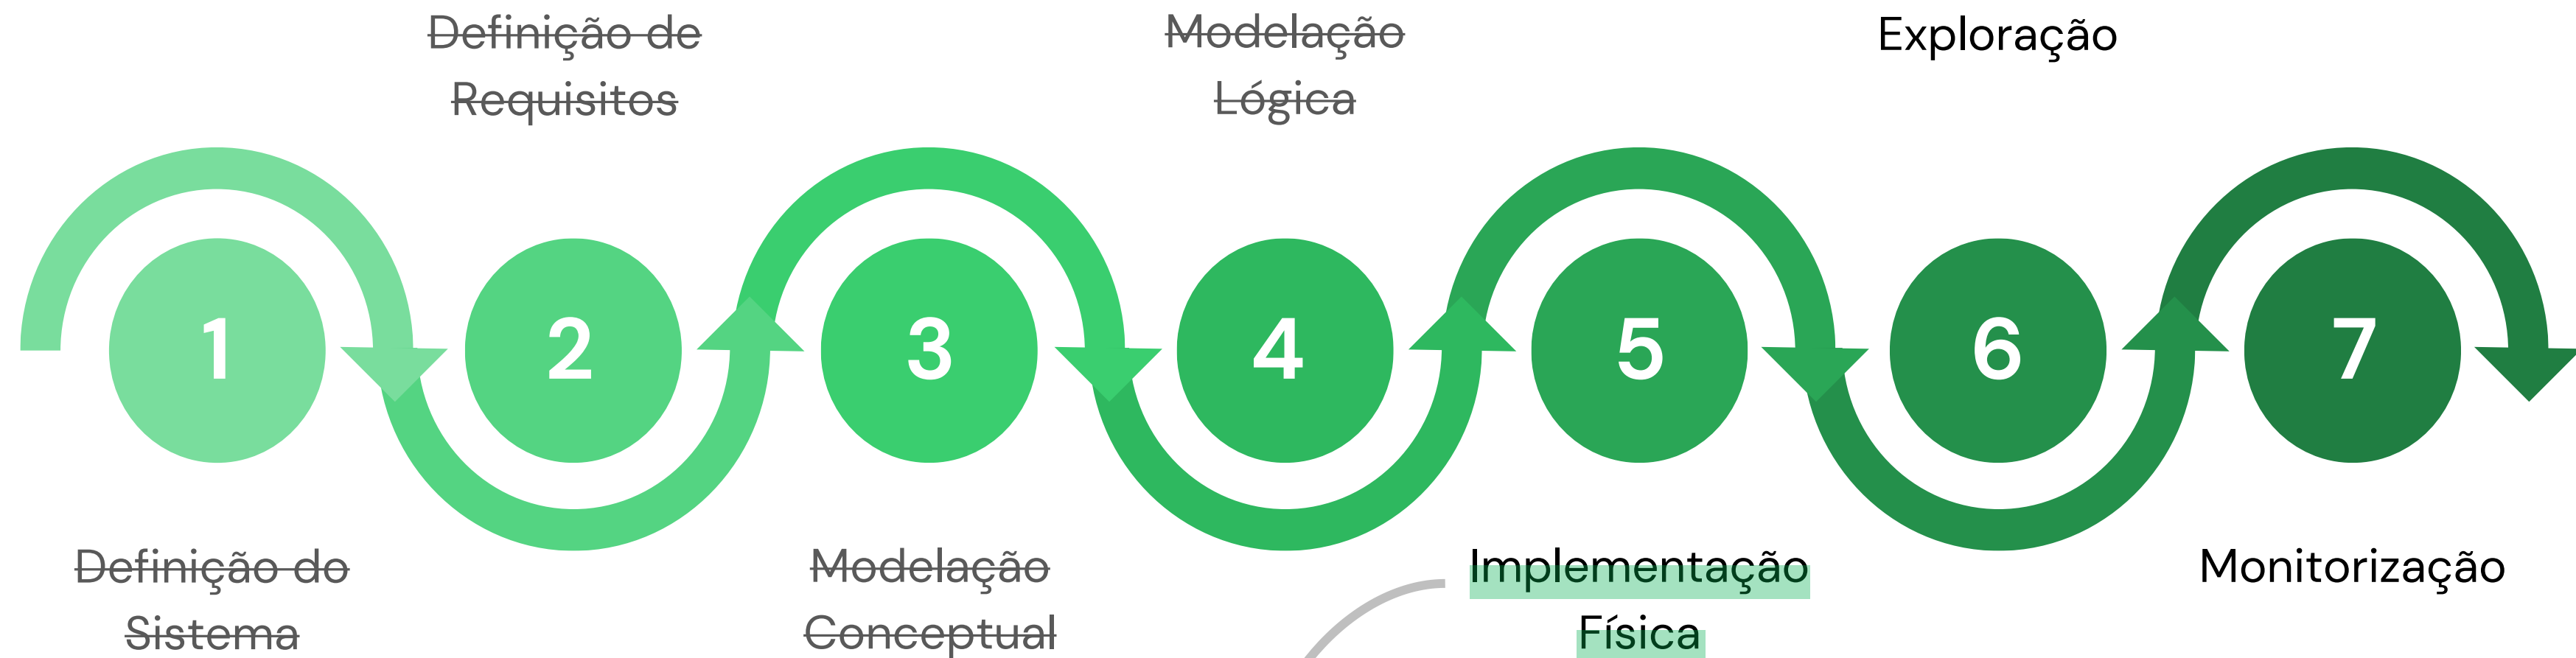 Definição de
Requisitos
Modelação
Lógica
Exploração
1
2
3
4
5
6
7
Definição do
Sistema
Modelação
Conceptual
Implementação
Física
Monitorização